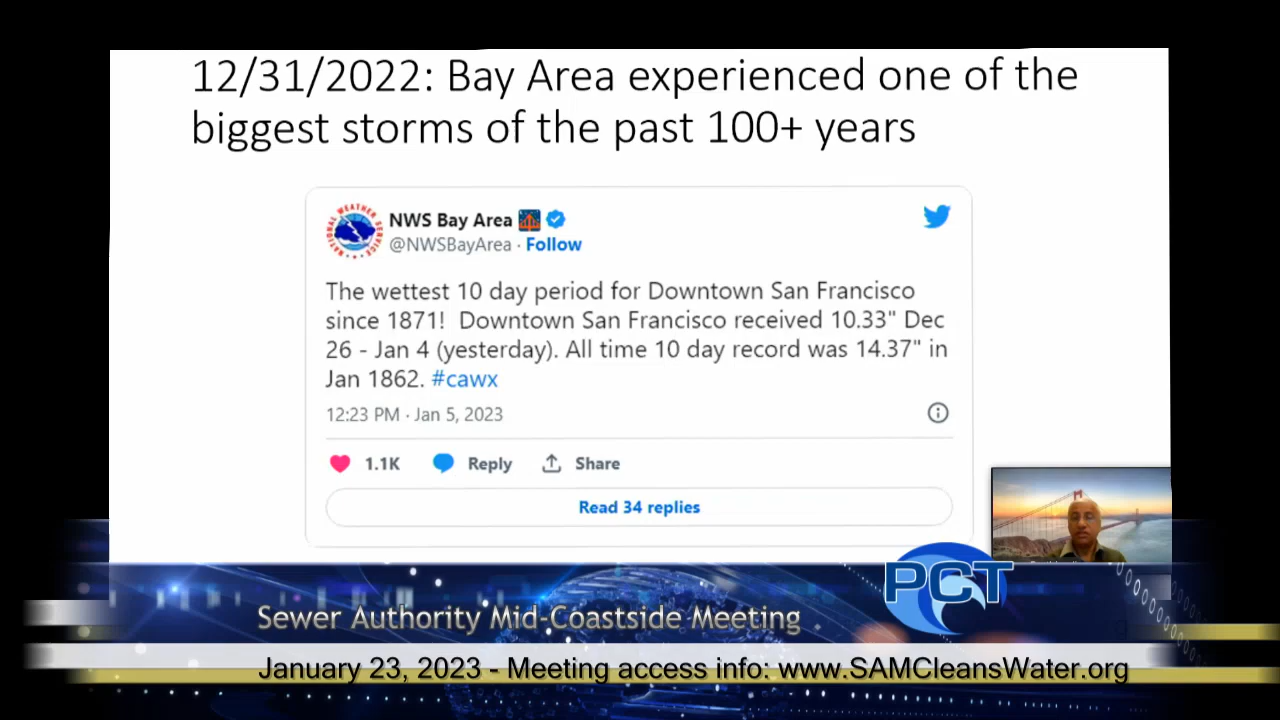 12/31/2022: Bay Area experienced one of the
biggest storms of the past 100+ years
NATIONAL WEATHER SERVICE
NWS Bay Area
@NWSBayArea · Follow
The wettest 10 day period for Downtown San Francisco
since 1871! Downtown San Francisco received 10.33" Dec
26 - Jan 4 (yesterday). All time 10 day record was 14.37" in
Jan 1862. #cawx
12:23 PM · Jan 5, 2023
1.1K Reply Share
Read 34 replies
PCT
Sewer Authority Mid-Coastside Meeting
January 23, 2023 - Meeting access info: www.SAMCleansWater.org